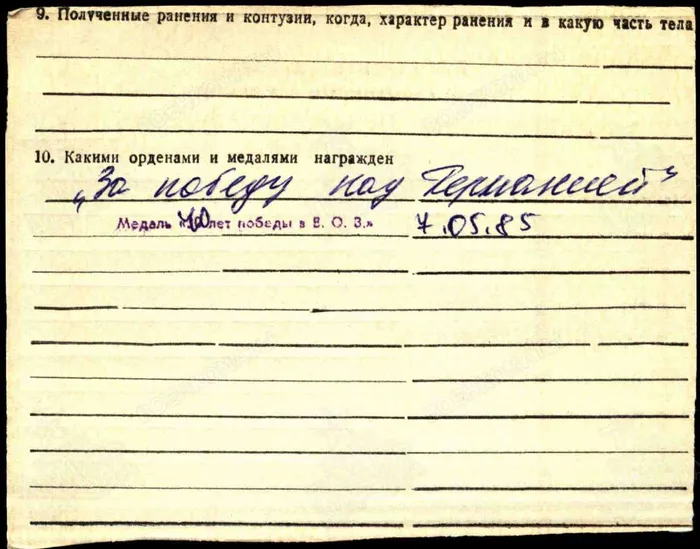 9. Полученные ранения и контузии, когда, характер ранения и в какую часть тела
10. Какими орденами и медалями награжден
„За победу над Германией"
Медаль «40 лет победы в В. О. В.» 7.05.85